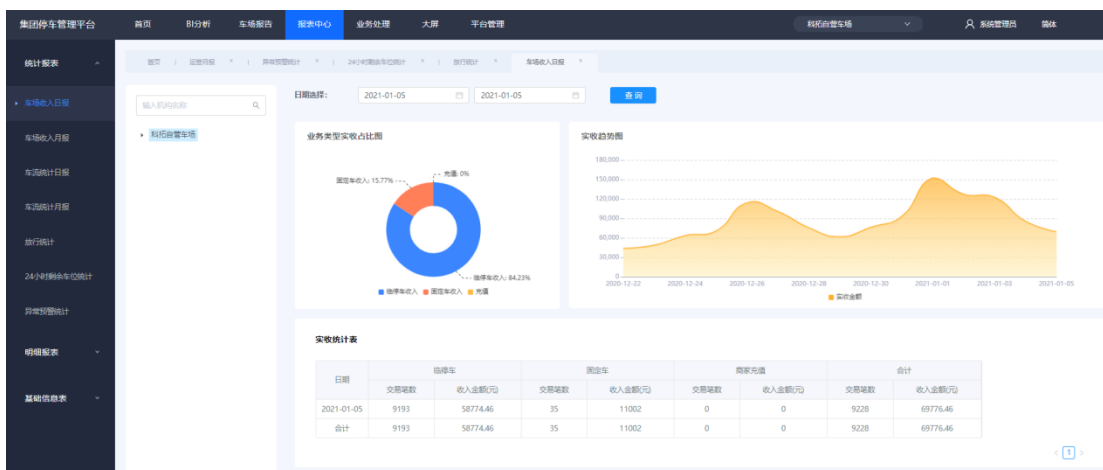 集团停车管理平台 首页 BI分析 车场报告 报表中心 业务处理 大屏 平台管理 科拓自营车场 系统管理员 简体
统计报表
首页 运营月报 × 异常预警统计 × 24小时剩余车位统计 × 放行统计 × 车场收入日报 ×
车场收入日报
车场收入月报
车流统计日报
车流统计月报
放行统计
24小时剩余车位统计
异常预警统计
明细报表
基础信息表
输入机构名称
科拓自营车场
日期选择: 2021-01-05 2021-01-05 查询
业务类型实收占比图
充值: 0%
固定车收入: 15.77%
临停车收入: 84.23%
临停车收入 固定车收入 充值
实收趋势图
180,000
150,000
120,000
90,000
60,000
30,000
0
2020-12-22 2020-12-24 2020-12-26 2020-12-28 2020-12-30 2021-01-01 2021-01-03 2021-01-05
实收金额
实收统计表
日期 临停车 固定车 商家充值 合计
交易笔数 收入金额(元) 交易笔数 收入金额(元) 交易笔数 收入金额(元) 交易笔数 收入金额(元)
2021-01-05 9193 58774.46 35 11002 0 0 9228 69776.46
合计 9193 58774.46 35 11002 0 0 9228 69776.46
< 1 >